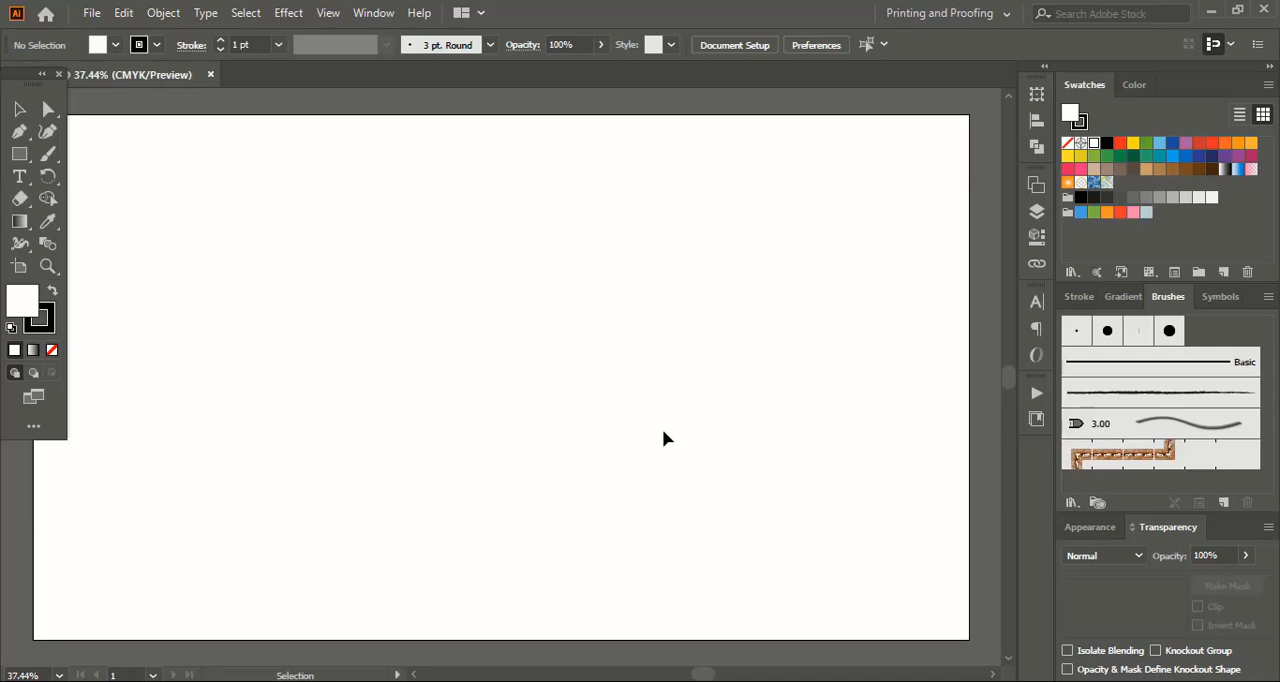 Ai File Edit Object Type Select Effect View Window Help Printing and Proofing Search Adobe Stock
No Selection Stroke: 1 pt 3 pt. Round Opacity: 100% Style: Document Setup Preferences
37.44% (CMYK/Preview)
Swatches Color
Stroke Gradient Brushes Symbols
Basic
3.00
Appearance Transparency
Normal Opacity: 100%
Make Mask
Clip
Invert Mask
Isolate Blending Knockout Group
Opacity & Mask Define Knockout Shape
37.44% 1 Selection